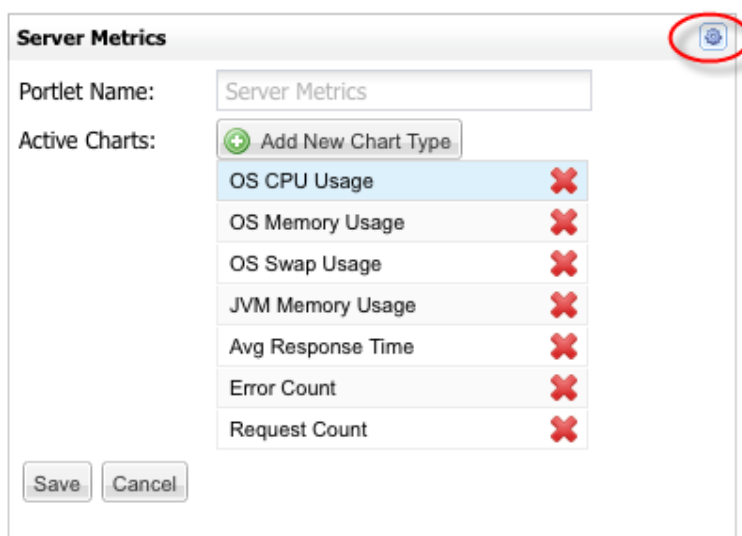 Server Metrics
Portlet Name: Server Metrics
Active Charts: Add New Chart Type
OS CPU Usage
OS Memory Usage
OS Swap Usage
JVM Memory Usage
Avg Response Time
Error Count
Request Count
Save Cancel